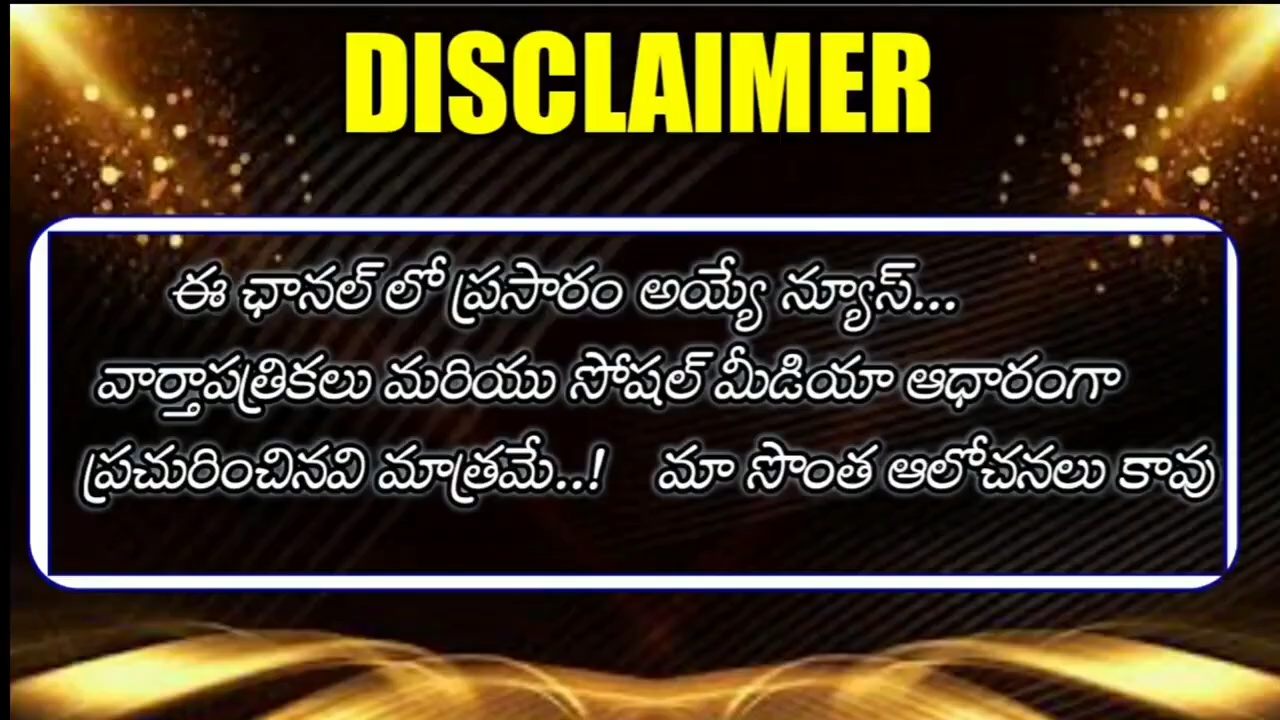 DISCLAIMER
ఈ ఛానల్ లో ప్రసారం అయ్యే న్యూస్...
వార్తాపత్రికలు మరియు సోషల్ మీడియా ఆధారంగా
ప్రచురించినవి మాత్రమే..! మా సొంత ఆలోచనలు కావు